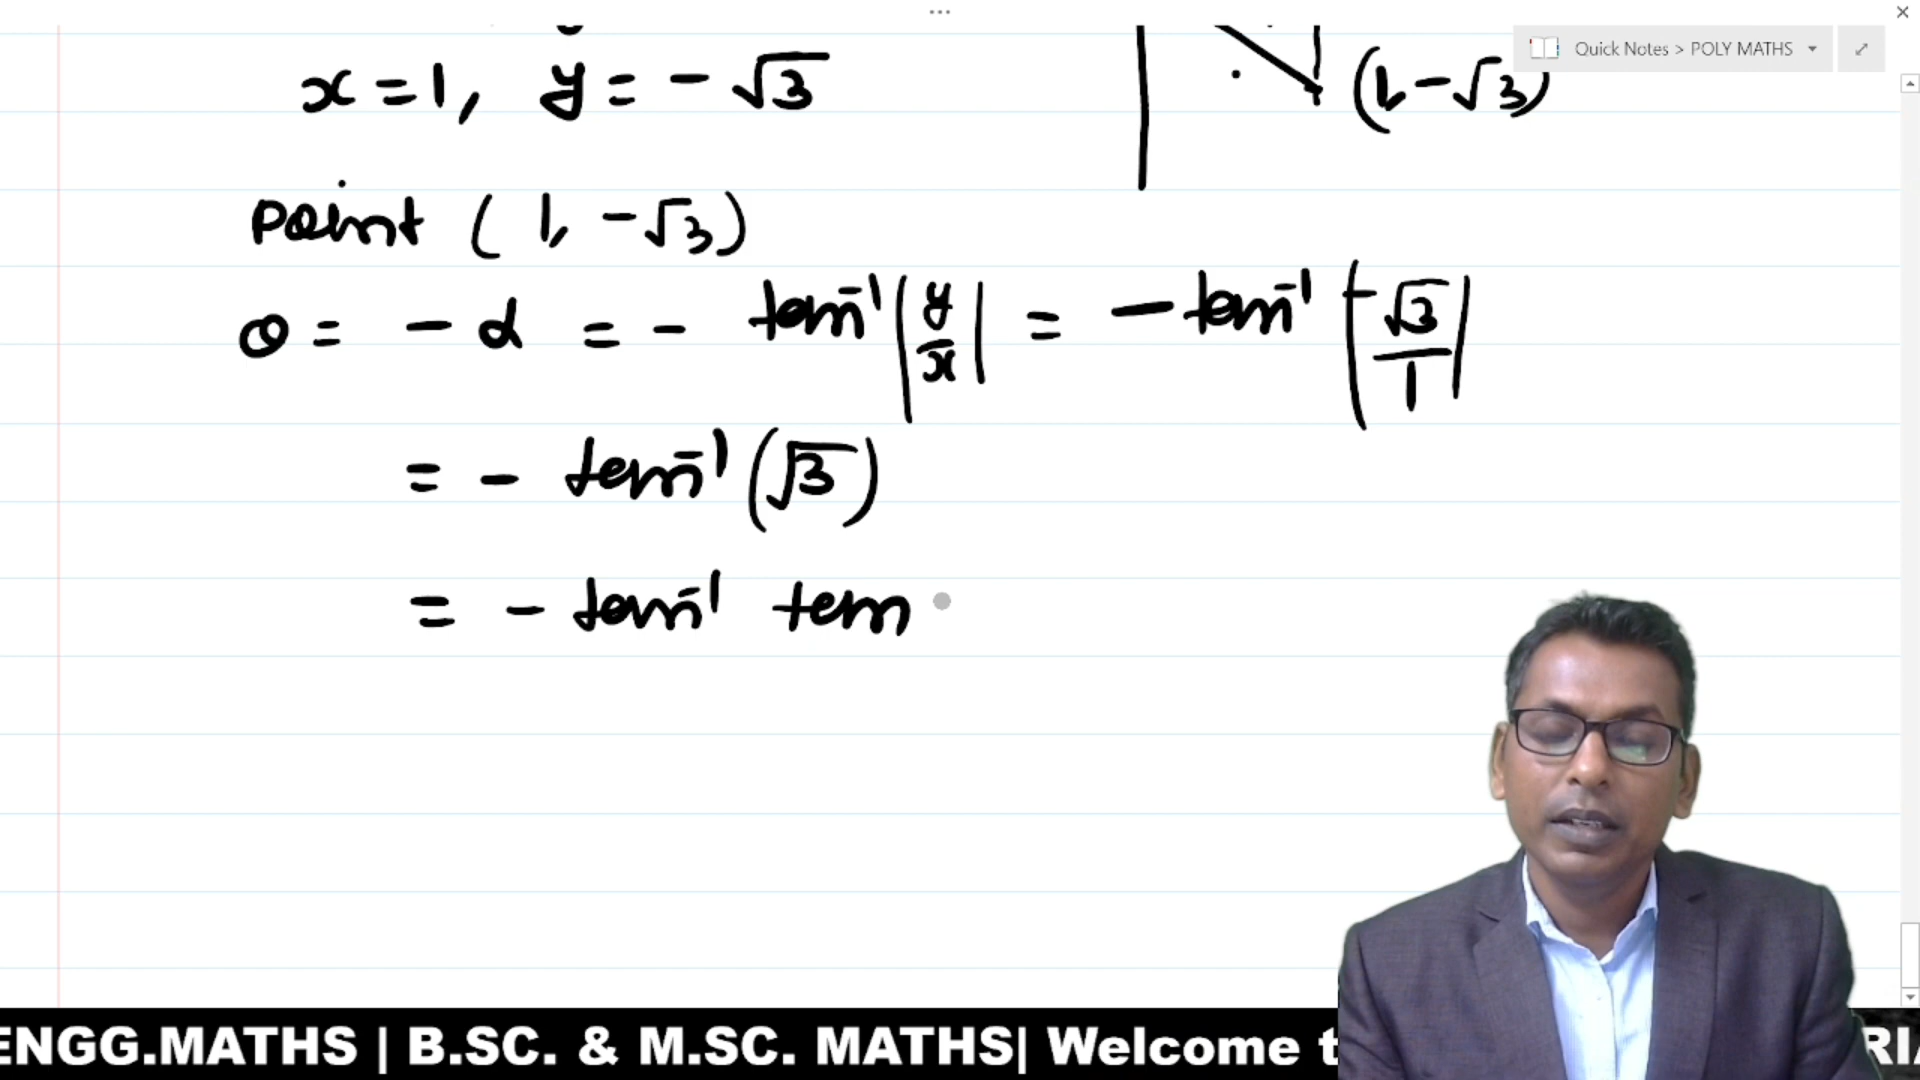 Quick Notes > POLY MATHS
x = 1, y = - √3
(1, -√3)
Point (1, -√3)
θ = - α = - tan⁻¹ |y/x| = - tan⁻¹ |-√3/1|
= - tan⁻¹ (√3)
= - tan⁻¹ tan
ENGG.MATHS | B.SC. & M.SC. MATHS| Welcome t
RIA